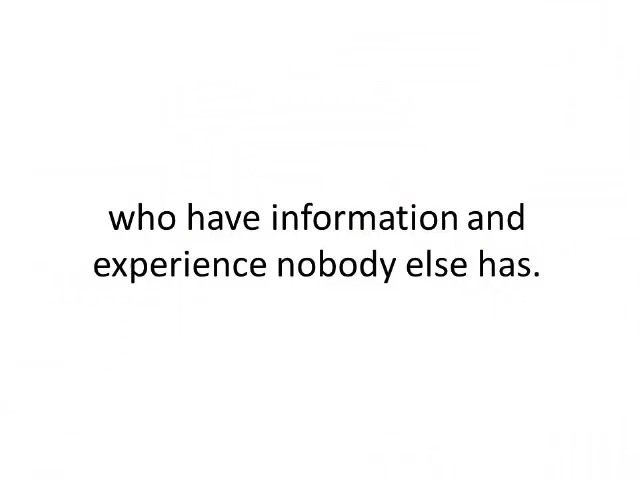 who have information and
experience nobody else has.